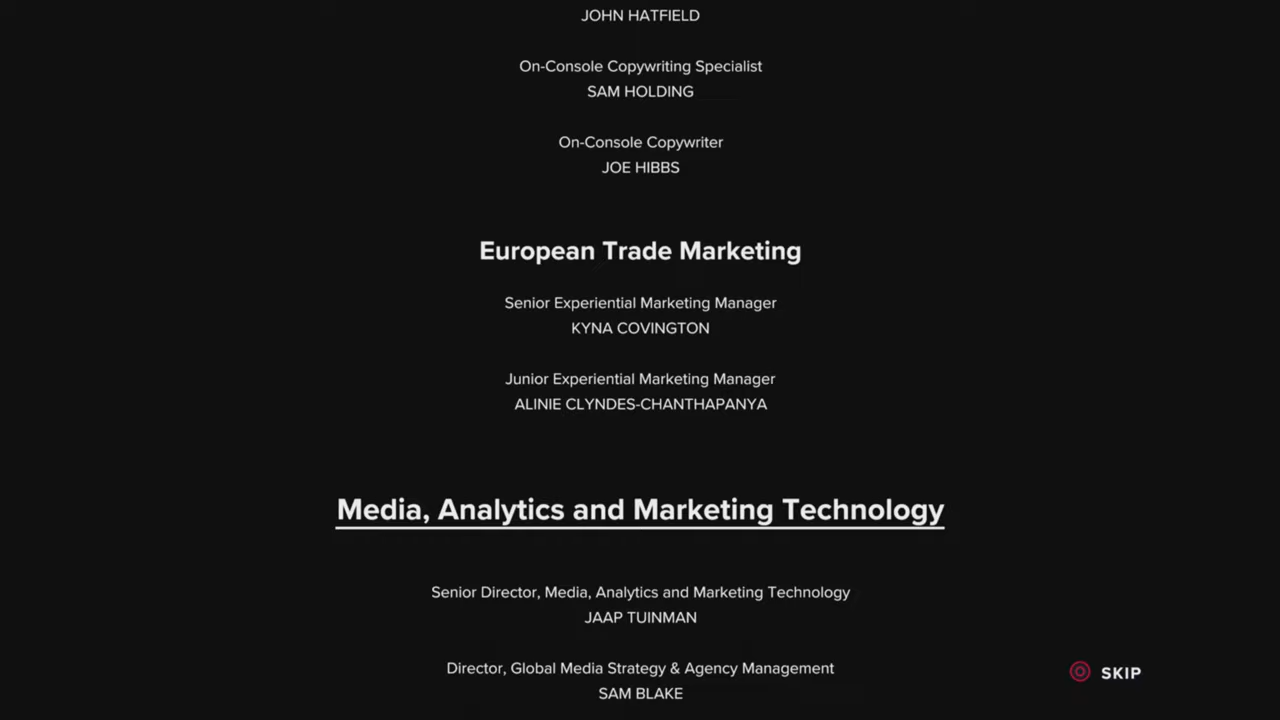 JOHN HATFIELD
On-Console Copywriting Specialist
SAM HOLDING
On-Console Copywriter
JOE HIBBS
European Trade Marketing
Senior Experiential Marketing Manager
KYNA COVINGTON
Junior Experiential Marketing Manager
ALINIE CLYNDES-CHANTHAPANYA
Media, Analytics and Marketing Technology
Senior Director, Media, Analytics and Marketing Technology
JAAP TUINMAN
Director, Global Media Strategy & Agency Management
SAM BLAKE
SKIP